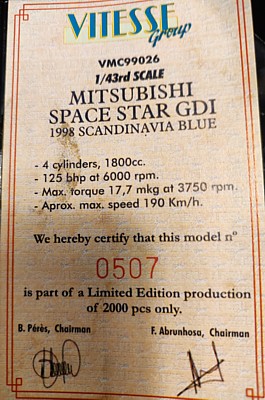 VITESSE
Group
VMC99026
1/43rd SCALE
MITSUBISHI
SPACE STAR GDI
1998 SCANDINAVIA BLUE
- 4 cylinders, 1800cc.
- 125 bhp at 6000 rpm.
- Max. torque 17,7 mkg at 3750 rpm.
- Aprox. max. speed 190 Km/h.
We hereby certify that this model nº
0507
is part of a Limited Edition production
of 2000 pcs only.
B. Pérés, Chairman F. Abrunhosa, Chairman